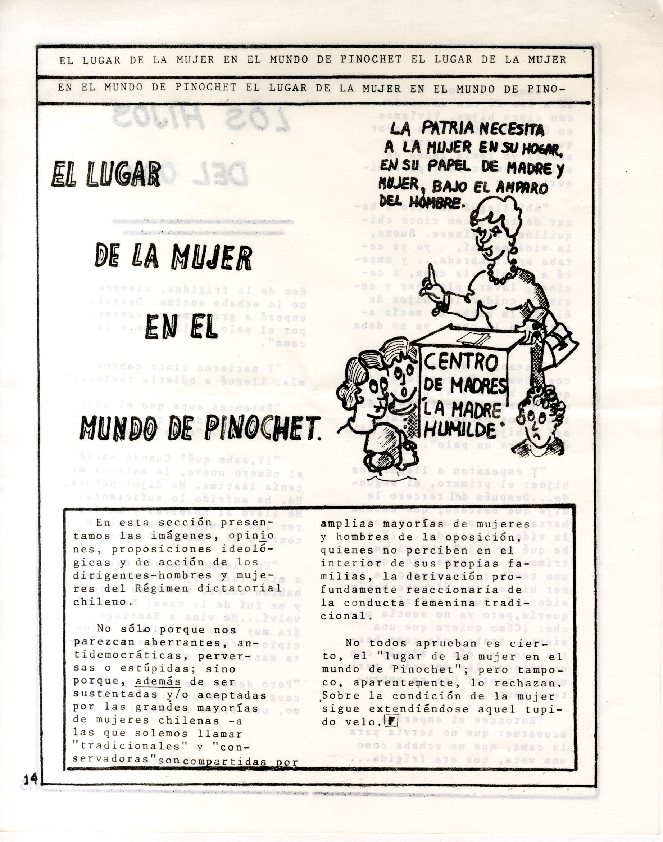 EL LUGAR DE LA MUJER EN EL MUNDO DE PINOCHET EL LUGAR DE LA MUJER
EN EL MUNDO DE PINOCHET EL LUGAR DE LA MUJER EN EL MUNDO DE PINO-
EL LUGAR
DE LA MUJER
EN EL
MUNDO DE PINOCHET.
LA PATRIA NECESITA
A LA MUJER EN SU HOGAR,
EN SU PAPEL DE MADRE Y
MUJER, BAJO EL AMPARO
DEL HOMBRE.
CENTRO
DE MADRES
"LA MADRE
HUMILDE"
En esta sección presen-
tamos las imágenes, opinio
nes, proposiciones ideoló-
gicas y de acción de los
dirigentes-hombres y muje-
res del Régimen dictatorial
chileno.
No sólo porque nos
parezcan aberrantes, an-
tidemocráticas, perver-
sas o estúpidas; sino
porque, además de ser
sustentadas y/o aceptadas
por las grandes mayorías
de mujeres chilenas -a
las que solemos llamar
"tradicionales" y "con-
servadoras" son compartidas por
amplias mayorías de mujeres
y hombres de la oposición,
quienes no perciben en el
interior de sus propias fa-
milias, la derivación pro-
fundamente reaccionaria de
la conducta femenina tradi-
cional.
No todos aprueban es cier-
to, el "lugar de la mujer en el
mundo de Pinochet"; pero tampo-
co, aparentemente, lo rechazan.
Sobre la condición de la mujer
sigue extendiéndose aquel tupi-
do velo.
14